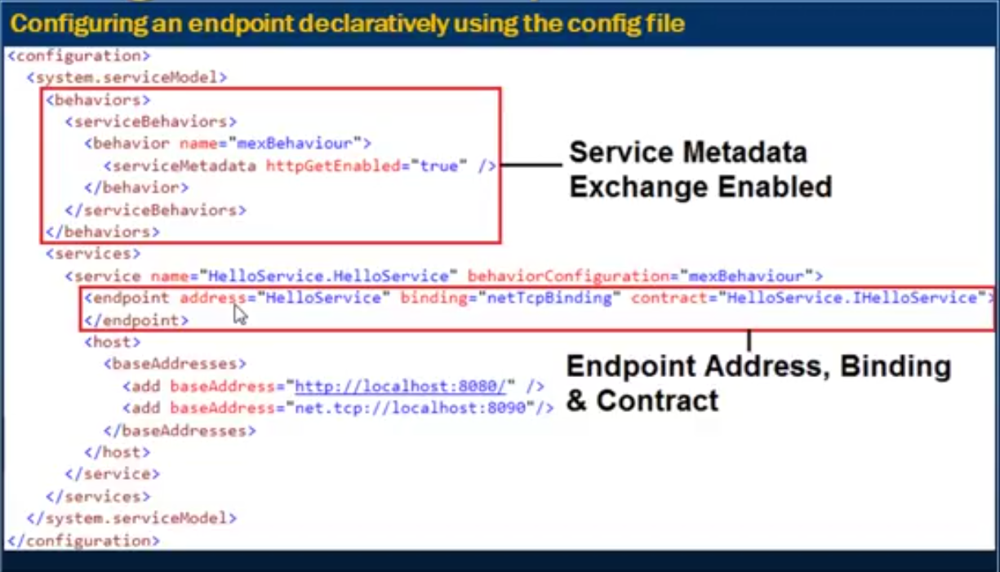 Configuring an endpoint declaratively using the config file
<configuration>
<system.serviceModel>
<behaviors>
<serviceBehaviors>
<behavior name="mexBehaviour">
<serviceMetadata httpGetEnabled="true" />
</behavior>
</serviceBehaviors>
</behaviors>
Service Metadata
Exchange Enabled
<services>
<service name="HelloService.HelloService" behaviorConfiguration="mexBehaviour">
<endpoint address="HelloService" binding="netTcpBinding" contract="HelloService.IHelloService">
</endpoint>
<host>
<baseAddresses>
<add baseAddress="http://localhost:8080/" />
<add baseAddress="net.tcp://localhost:8090"/>
</baseAddresses>
</host>
Endpoint Address, Binding
& Contract
</service>
</services>
</system.serviceModel>
</configuration>